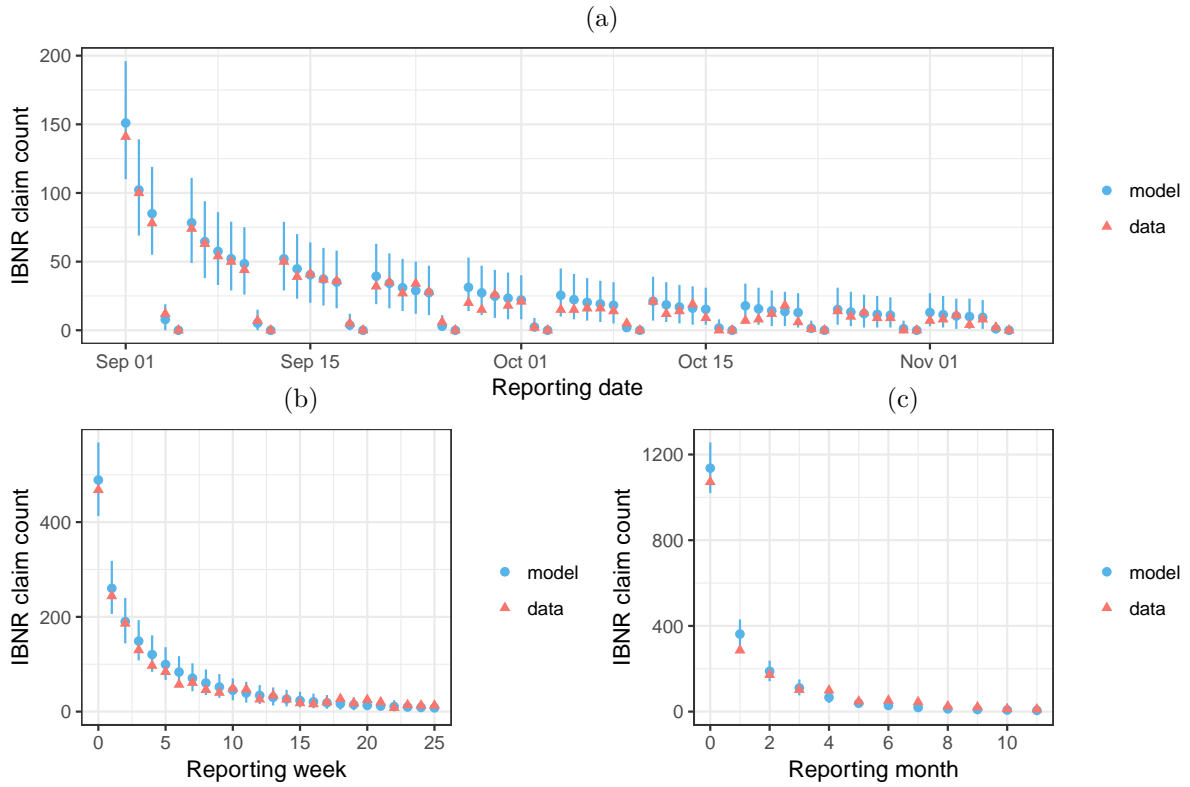 (a)
IBNR claim count
200
150
100
50
0
Sep 01
Sep 15
Oct 01
Oct 15
Nov 01
Reporting date
model
data
(b)
IBNR claim count
400
200
0
0
5
10
15
20
25
Reporting week
model
data
(c)
IBNR claim count
1200
800
400
0
0
2
4
6
8
10
Reporting month
model
data